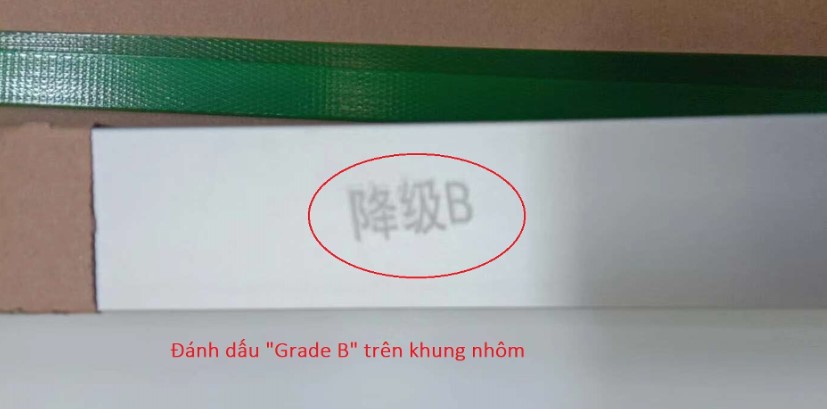 降级B
Đánh dấu "Grade B" trên khung nhôm